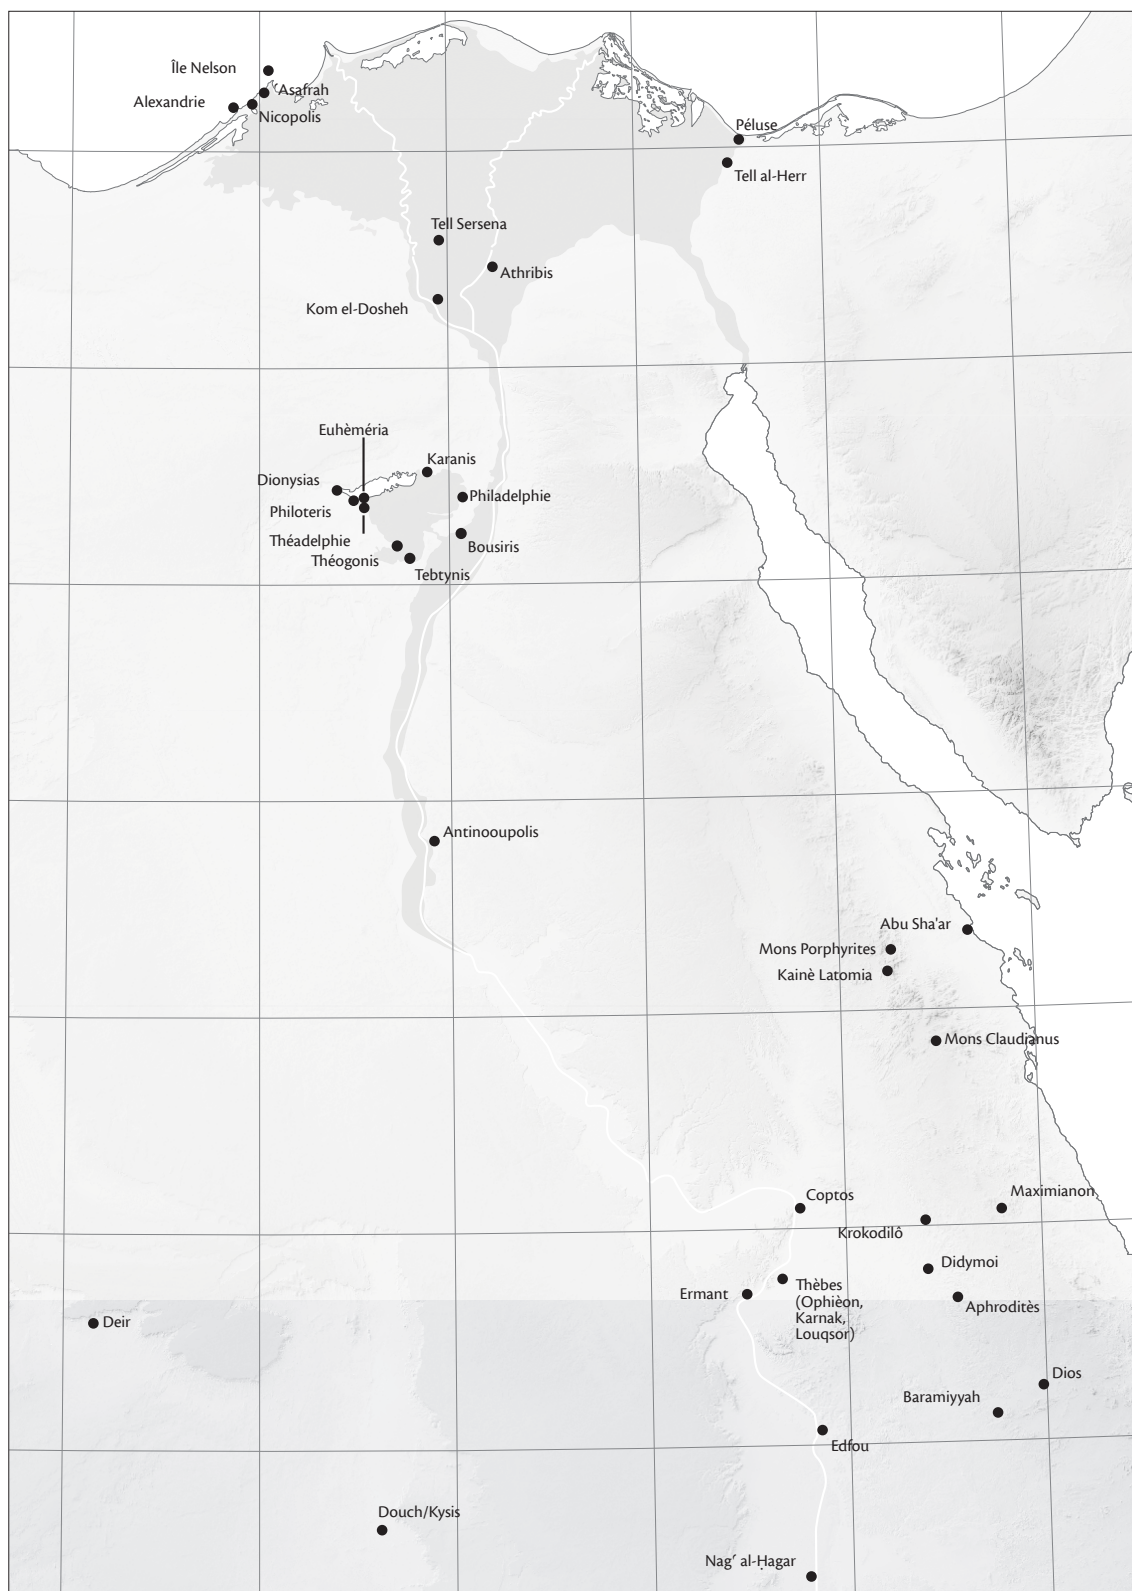 Île Nelson
Asafrah
Alexandrie
Nicopolis
Péluse
Tell al-Herr
Tell Sersena
Athribis
Kom el-Dosheh
Euhèméria
Karanis
Dionysias
Philadelphie
Philoteris
Théadelphie
Bousiris
Théogonis
Tebtynis
Antinooupolis
Abu Sha'ar
Mons Porphyrites
Kainè Latomia
Mons Claudianus
Maximianon
Coptos
Krokodilô
Didymoi
Thèbes
(Ophièon,
Karnak,
Louqsor)
Ermant
Aphroditès
Deir
Dios
Baramiyyah
Edfou
Douch/Kysis
Nagʿ al-Ḥagar